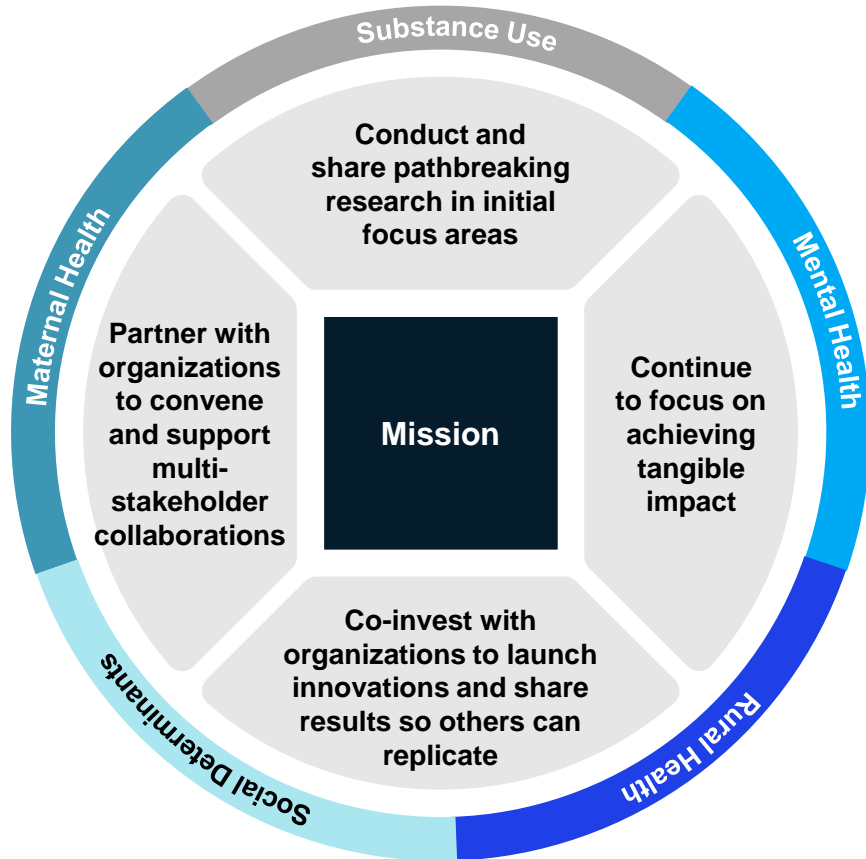 Substance Use
Conduct and
share pathbreaking
research in initial
focus areas
Maternal Health
Mental Health
Partner with
organizations
to convene
and support
multi-
stakeholder
collaborations
Mission
Continue
to focus on
achieving
tangible
impact
Co-invest with
organizations to launch
innovations and share
results so others can
replicate
Social Determinants
Rural Health